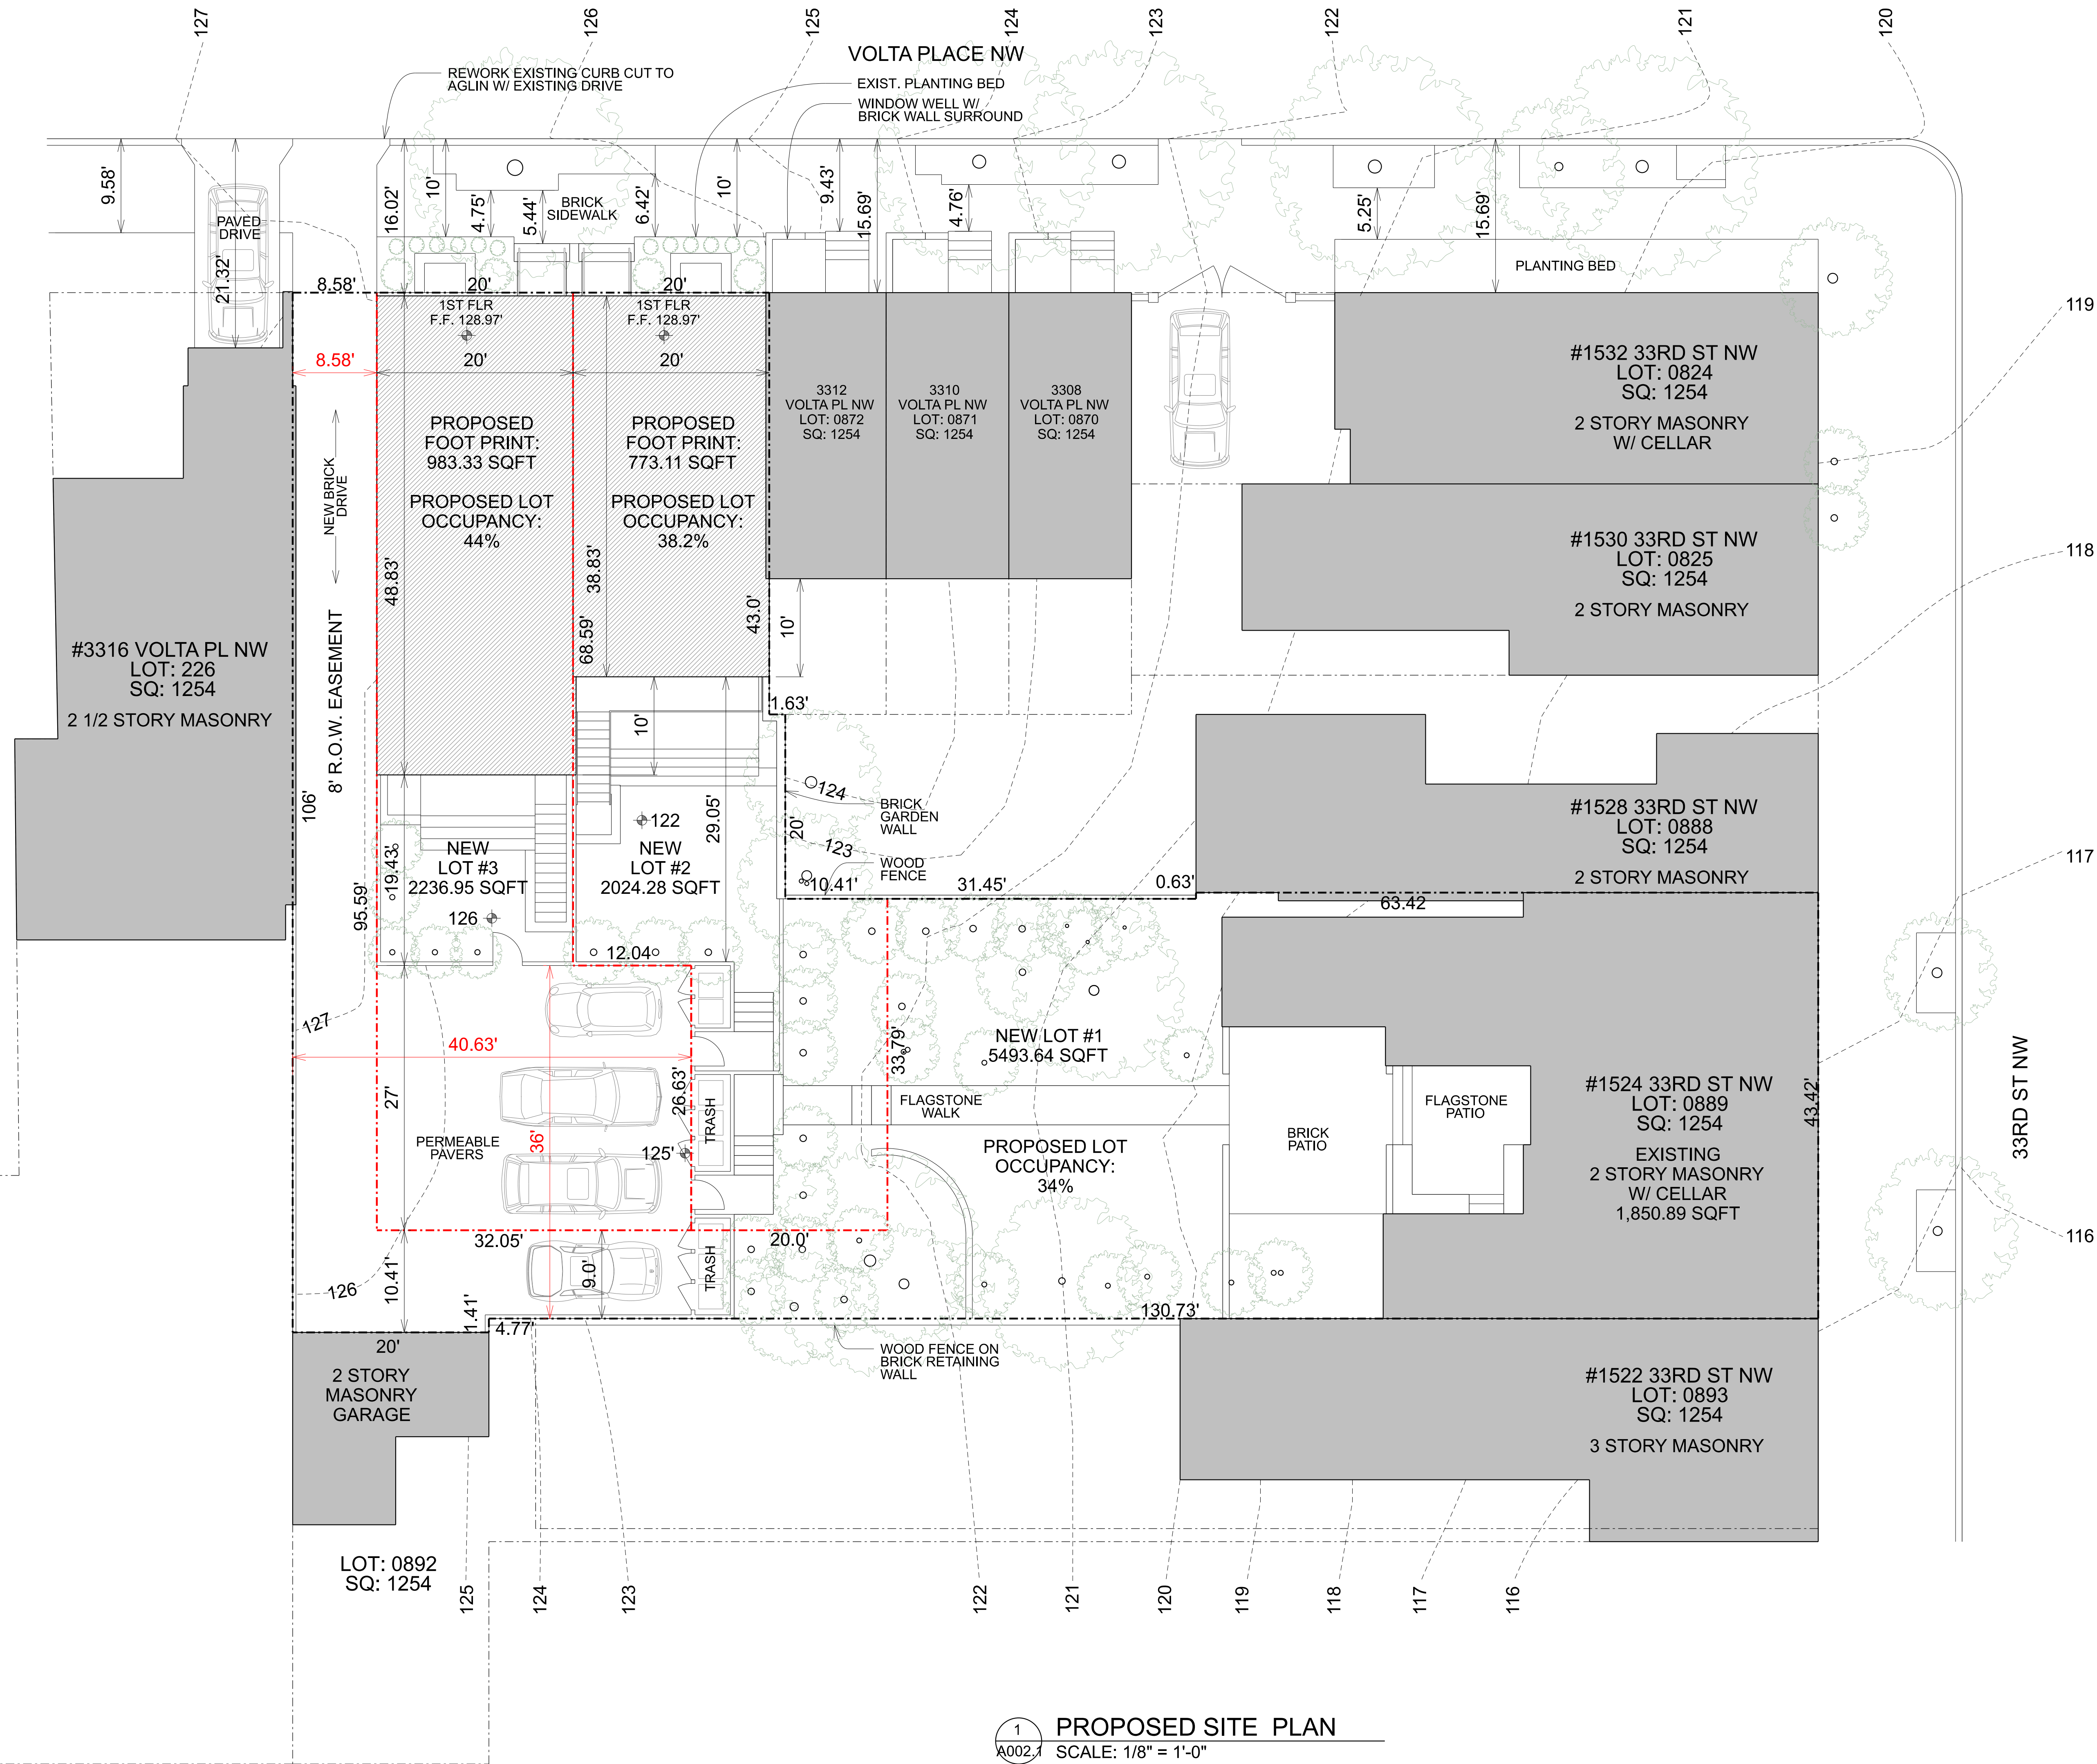 127
126
125
124
123
122
121
120
VOLTA PLACE NW
REWORK EXISTING CURB CUT TO
AGLIN W/ EXISTING DRIVE
EXIST. PLANTING BED
WINDOW WELL W/
BRICK WALL SURROUND
9.58'
PAVED
DRIVE
21.32'
16.02'
10'
4.75'
5.44'
BRICK
SIDEWALK
6.42'
10'
9.43'
15.69'
4.76'
5.25'
15.69'
PLANTING BED
8.58'
20'
20'
1ST FLR
F.F. 128.97'
1ST FLR
F.F. 128.97'
8.58'
20'
20'
119
3312
VOLTA PL NW
LOT: 0872
SQ: 1254
3310
VOLTA PL NW
LOT: 0871
SQ: 1254
3308
VOLTA PL NW
LOT: 0870
SQ: 1254
#1532 33RD ST NW
LOT: 0824
SQ: 1254
2 STORY MASONRY
W/ CELLAR
PROPOSED
FOOT PRINT:
983.33 SQFT
PROPOSED LOT
OCCUPANCY:
44%
PROPOSED
FOOT PRINT:
773.11 SQFT
PROPOSED LOT
OCCUPANCY:
38.2%
NEW BRICK
DRIVE
48.83'
38.83'
68.59'
43.0'
10'
#1530 33RD ST NW
LOT: 0825
SQ: 1254
2 STORY MASONRY
118
#3316 VOLTA PL NW
LOT: 226
SQ: 1254
2 1/2 STORY MASONRY
8' R.O.W. EASEMENT
106'
10'
1.63'
124
BRICK
GARDEN
WALL
20'
123
WOOD
FENCE
122
29.05'
NEW
LOT #3
2236.95 SQFT
NEW
LOT #2
2024.28 SQFT
19.43'
95.59'
126
10.41'
31.45'
0.63'
#1528 33RD ST NW
LOT: 0888
SQ: 1254
2 STORY MASONRY
117
63.42
12.04
127
40.63'
27'
36'
26.63'
33.79'
PERMEABLE
PAVERS
TRASH
125'
NEW LOT #1
5493.64 SQFT
FLAGSTONE
WALK
PROPOSED LOT
OCCUPANCY:
34%
BRICK
PATIO
FLAGSTONE
PATIO
#1524 33RD ST NW
LOT: 0889
SQ: 1254
EXISTING
2 STORY MASONRY
W/ CELLAR
1,850.89 SQFT
43.42'
33RD ST NW
116
32.05'
20.0'
9.0'
TRASH
126
10.41'
1.41'
4.77'
130.73'
20'
2 STORY
MASONRY
GARAGE
WOOD FENCE ON
BRICK RETAINING
WALL
#1522 33RD ST NW
LOT: 0893
SQ: 1254
3 STORY MASONRY
LOT: 0892
SQ: 1254
125
124
123
122
121
120
119
118
117
116
1
A002.1
PROPOSED SITE PLAN
SCALE: 1/8" = 1'-0"